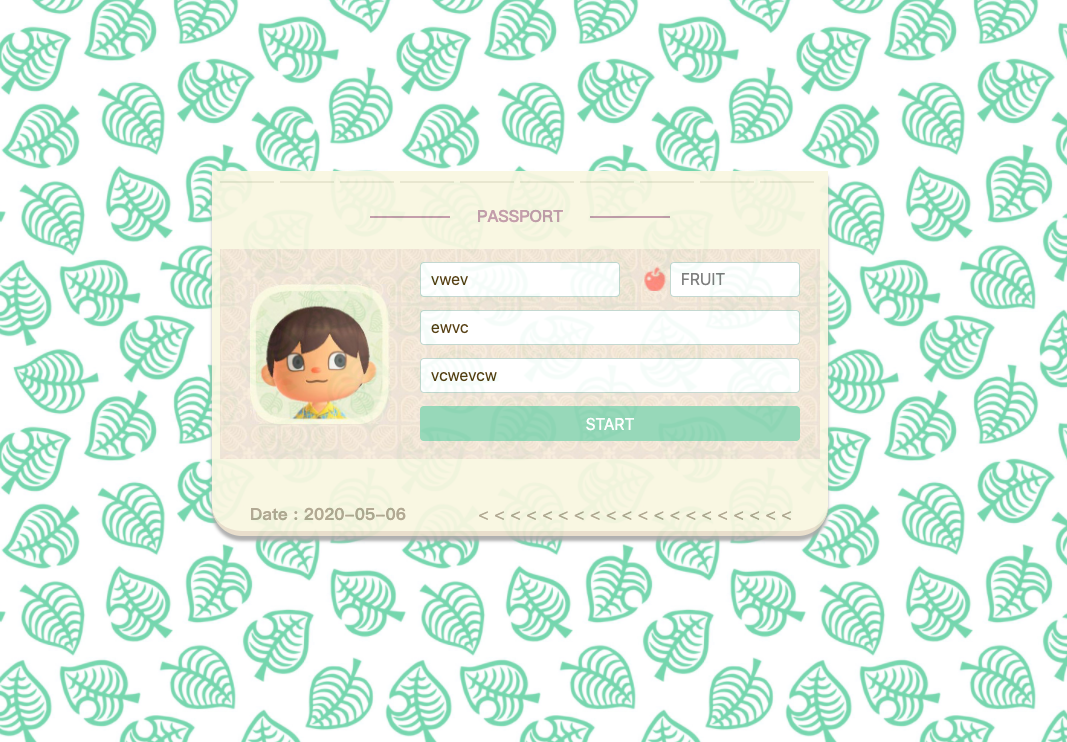 PASSPORT
vwev FRUIT
ewvc
vcwevcw
START
Date : 2020-05-06 < < < < < < < < < < < < < < < < < < < <